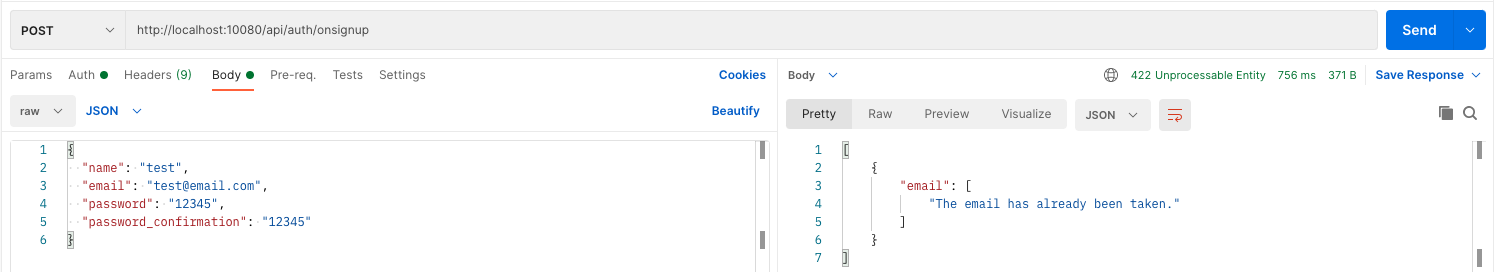 POST http://localhost:10080/api/auth/onsignup Send
Params Auth Headers (9) Body Pre-req. Tests Settings Cookies
raw JSON Beautify
1 {
2 "name": "test",
3 "email": "test@email.com",
4 "password": "12345",
5 "password_confirmation": "12345"
6 }
Body 422 Unprocessable Entity 756 ms 371 B Save Response
Pretty Raw Preview Visualize JSON
1 [
2 {
3 "email": [
4 "The email has already been taken."
5 ]
6 }
7 ]